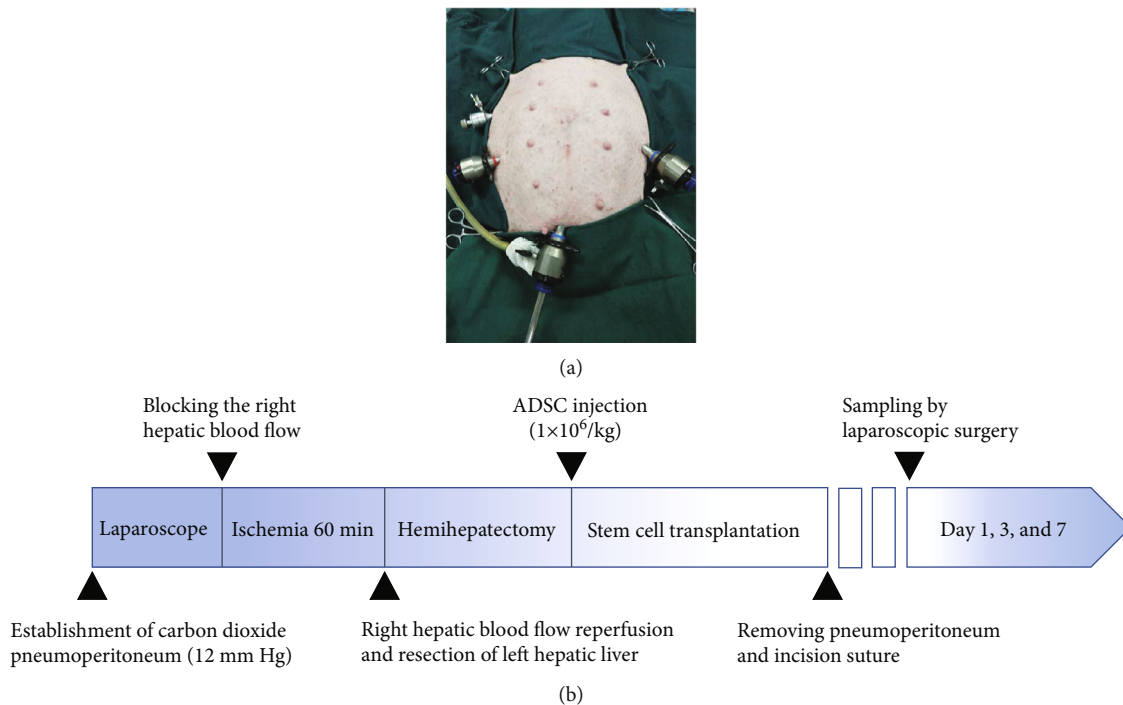 (a)
Blocking the right
hepatic blood flow
ADSC injection
(1×10⁶/kg)
Sampling by
laparoscopic surgery
Laparoscope
Ischemia 60 min
Hemihepatectomy
Stem cell transplantation
Day 1, 3, and 7
Establishment of carbon dioxide
pneumoperitoneum (12 mm Hg)
Right hepatic blood flow reperfusion
and resection of left hepatic liver
Removing pneumoperitoneum
and incision suture
(b)